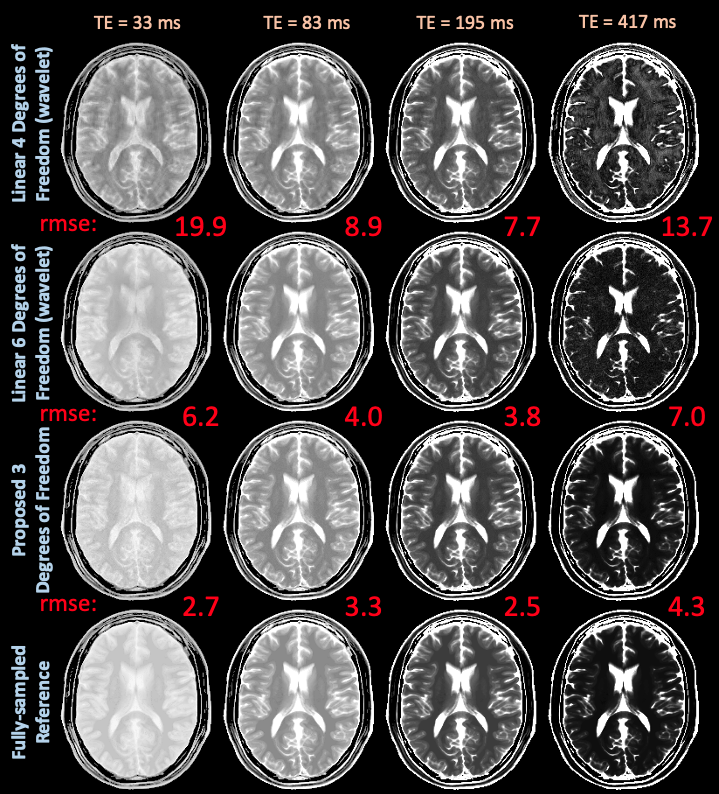 TE = 33 ms
TE = 83 ms
TE = 195 ms
TE = 417 ms
Linear 4 Degrees of
Freedom (wavelet)
rmse: 19.9 8.9 7.7 13.7
Linear 6 Degrees of
Freedom (wavelet)
rmse: 6.2 4.0 3.8 7.0
Proposed 3
Degrees of Freedom
rmse: 2.7 3.3 2.5 4.3
Fully-sampled
Reference